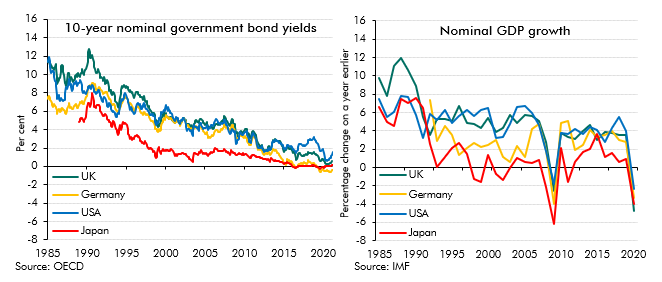 10-year nominal government bond yields
Per cent
16
14
12
10
8
6
4
2
0
-2
-4
-6
-8
UK
Germany
USA
Japan
1985 1990 1995 2000 2005 2010 2015 2020
Source: OECD
Nominal GDP growth
Percentage change on a year earlier
16
14
12
10
8
6
4
2
0
-2
-4
-6
-8
UK
Germany
USA
Japan
1985 1990 1995 2000 2005 2010 2015 2020
Source: IMF